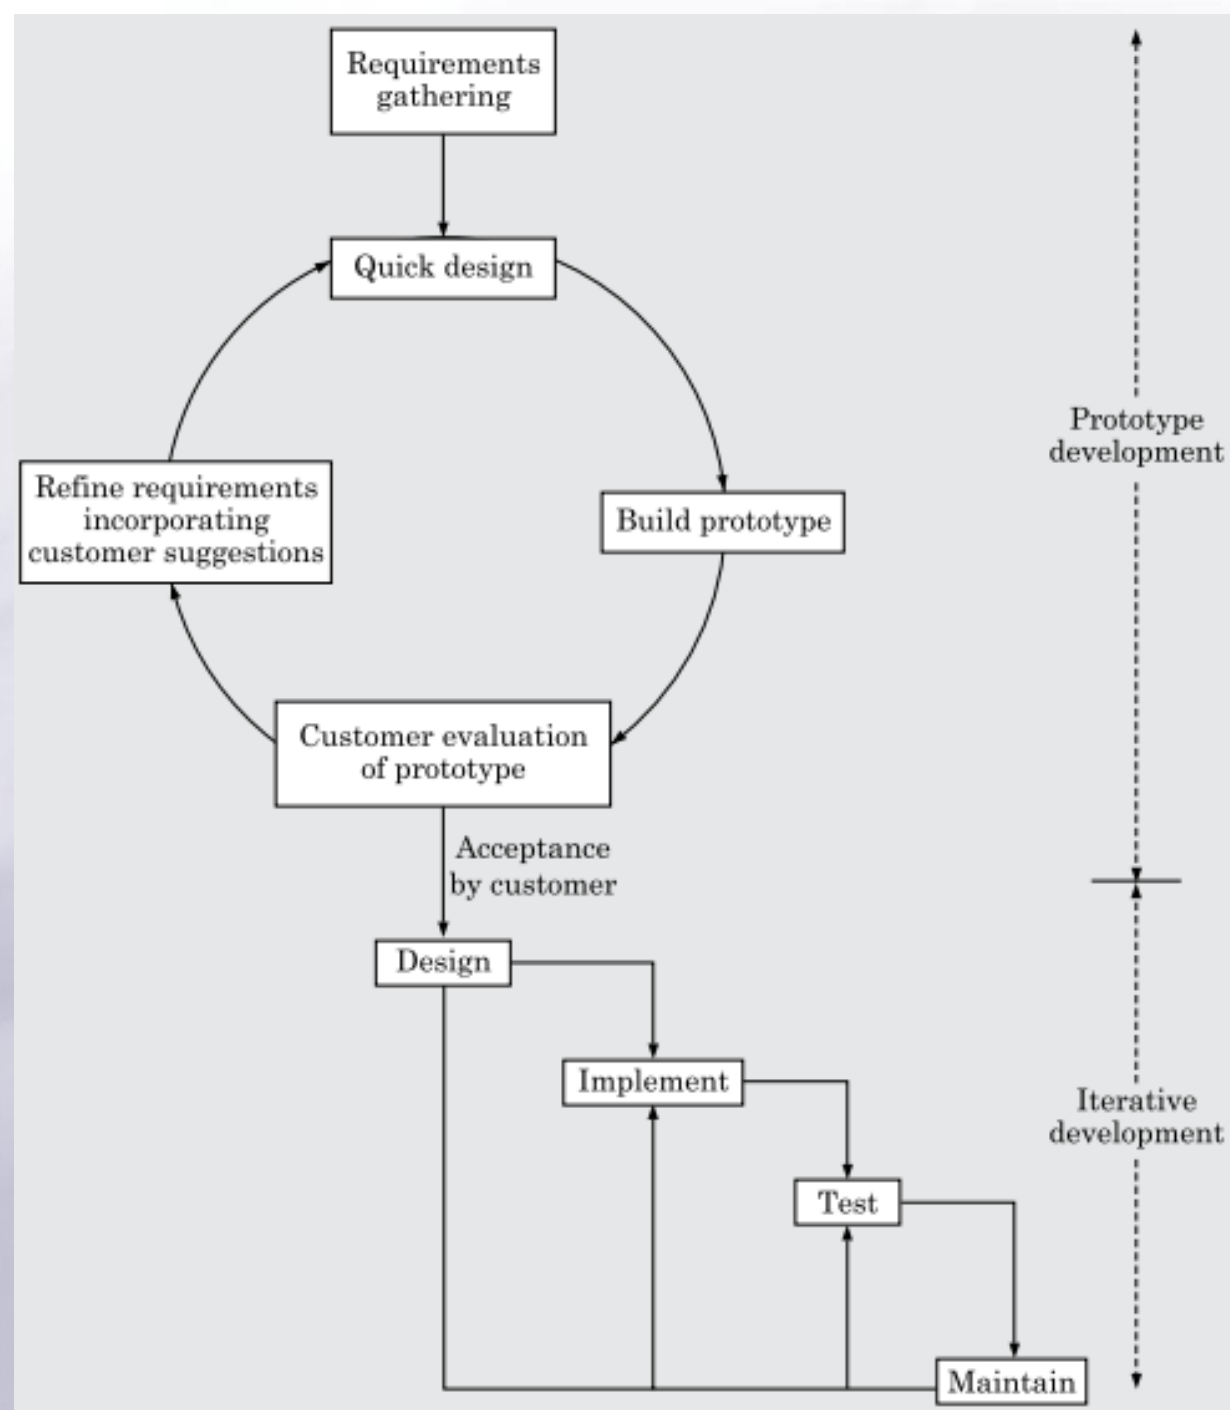 Requirements
gathering
Quick design
Prototype
development
Refine requirements
incorporating
customer suggestions
Build prototype
Customer evaluation
of prototype
Acceptance
by customer
Design
Implement
Iterative
development
Test
Maintain